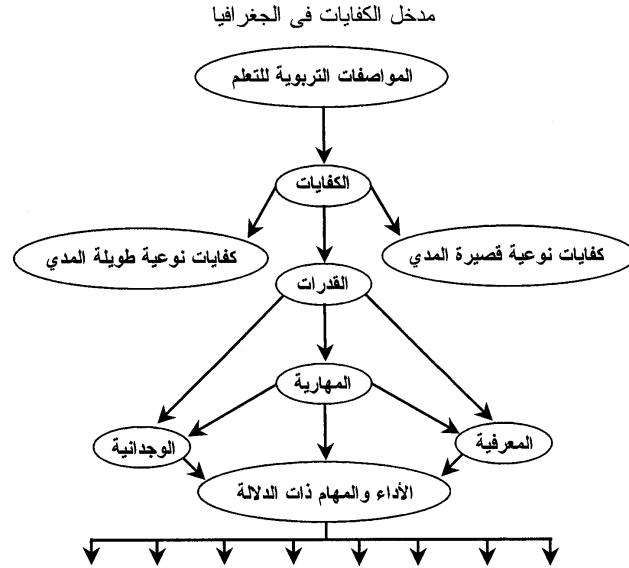 مدخل الكفايات فى الجغرافيا
المواصفات التربوية للتعلم
الكفايات
كفايات نوعية قصيرة المدي
كفايات نوعية طويلة المدي
القدرات
المهارية
المعرفية
الوجدانية
الأداء والمهام ذات الدلالة